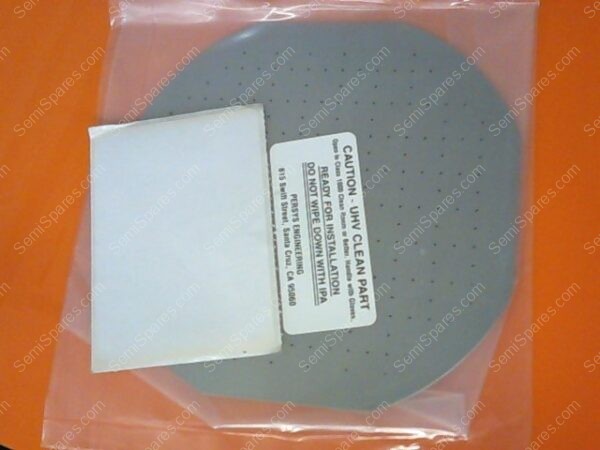 CAUTION - UHV CLEAN PART
Open in Class 1000 Clean Room or Better. Handle with Gloves.
READY FOR INSTALLATION
DO NOT WIPE DOWN WITH IPA
PERSYS ENGINEERING
815 Swift Street, Santa Cruz, CA 95060
SemiSpares.com